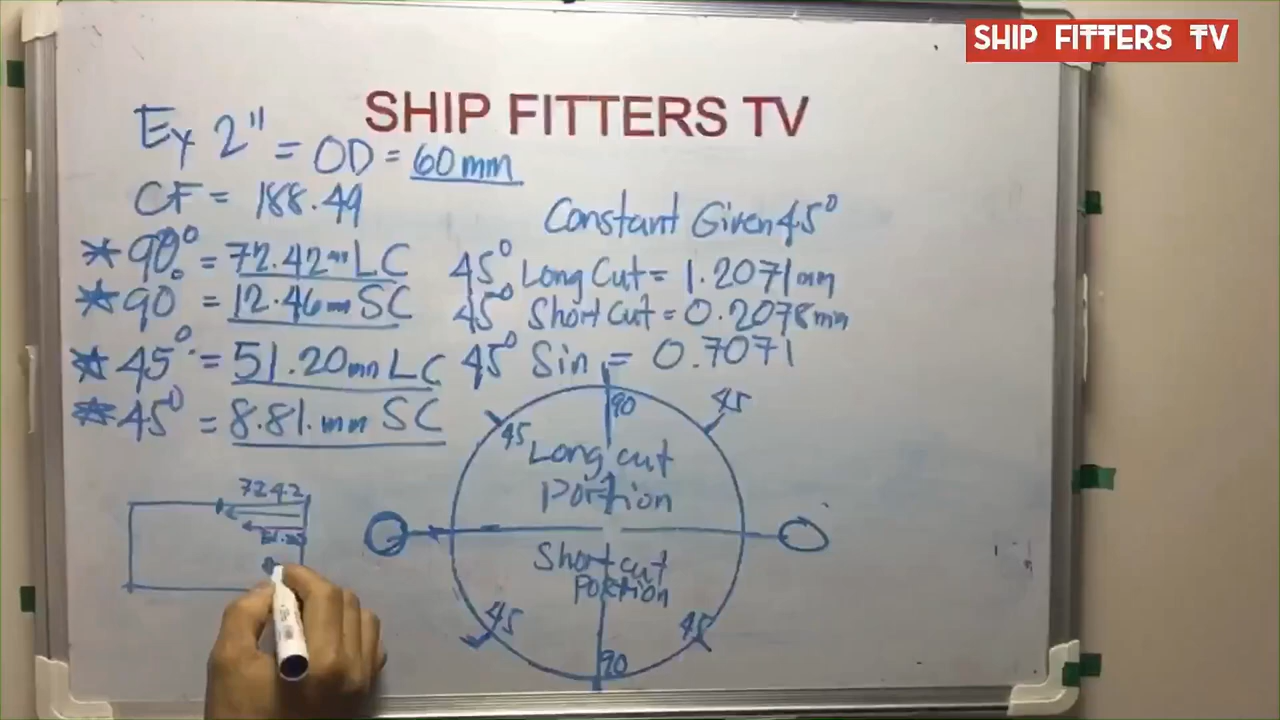 SHIP FITTERS TV
SHIP FITTERS TV
Ex 2" = OD = 60mm
CF = 188.49
Constant Given 45°
90° = 72.42mm LC
45° Long Cut = 1.2071mm
90° = 12.46mm SC
45° Short Cut = 0.2078mm
45° = 51.20mm LC
45° Sin = 0.7071
45° = 8.81.mm SC
90
45
45
Long cut
Portion
72.42
Short cut
Portion
45
45
90